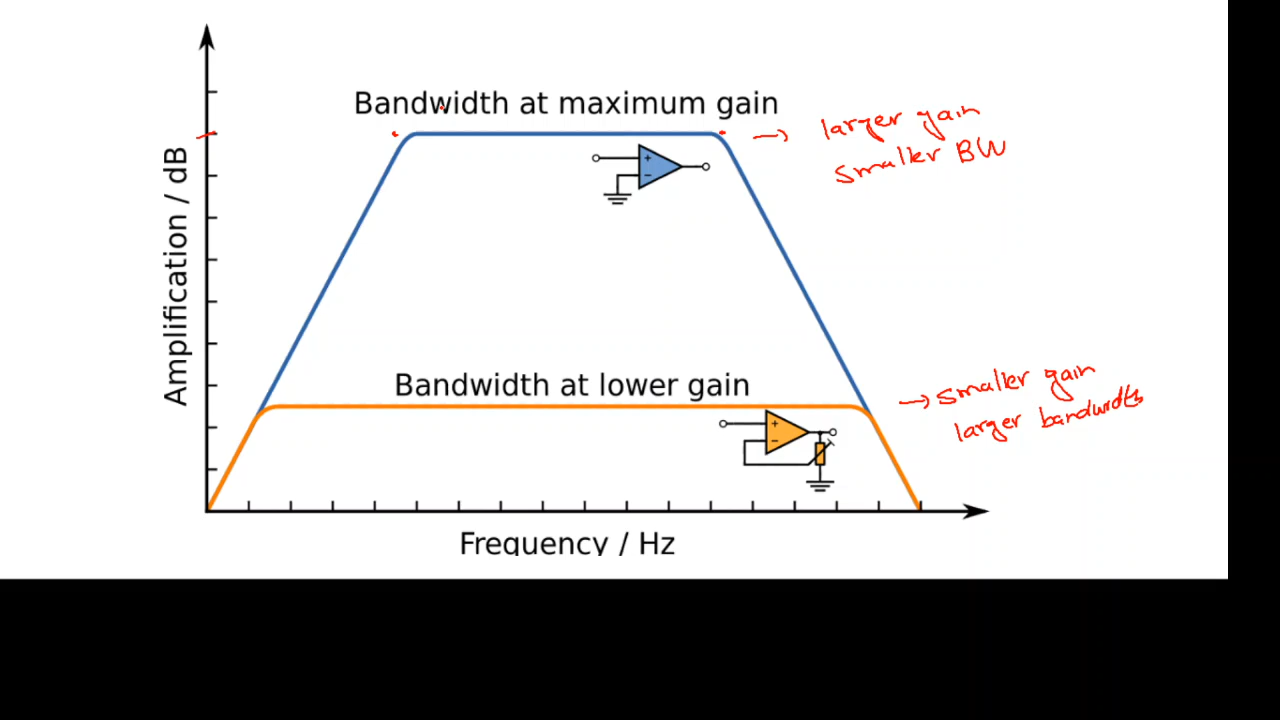 Bandwidth at maximum gain
→ larger gain
smaller BW
Amplification / dB
Bandwidth at lower gain
→ smaller gain
larger bandwidth
Frequency / Hz